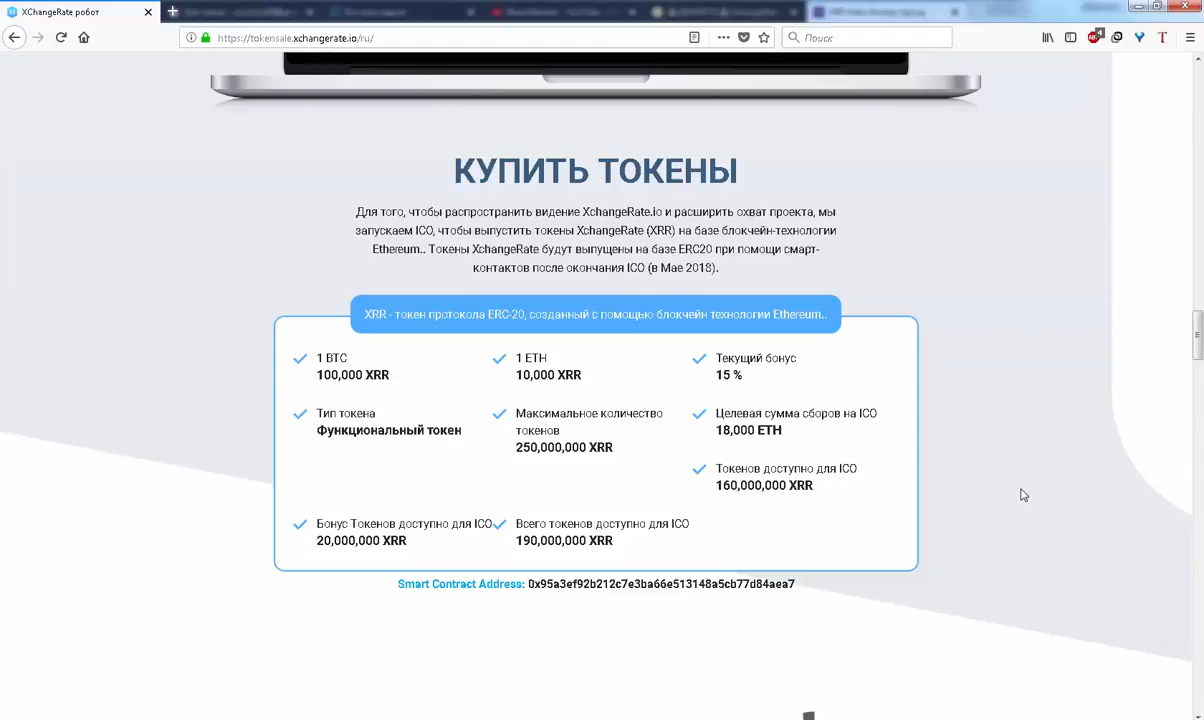 XChangeRate робот
https://tokensale.xchangerate.io/ru/
Поиск
4
КУПИТЬ ТОКЕНЫ
Для того, чтобы распространить видение XchangeRate.io и расширить охват проекта, мы
запускаем ICO, чтобы выпустить токены XchangeRate (XRR) на базе блокчейн-технологии
Ethereum.. Токены XchangeRate будут выпущены на базе ERC20 при помощи смарт-
контактов после окончания ICO (в Мае 2018).
XRR - токен протокола ERC-20, созданный с помощью блокчейн технологии Ethereum..
1 BTC
100,000 XRR
1 ETH
10,000 XRR
Текущий бонус
15 %
Тип токена
Функциональный токен
Максимальное количество
токенов
250,000,000 XRR
Целевая сумма сборов на ICO
18,000 ETH
Токенов доступно для ICO
160,000,000 XRR
Бонус Токенов доступно для ICO
20,000,000 XRR
Всего токенов доступно для ICO
190,000,000 XRR
Smart Contract Address: 0x95a3ef92b212c7e3ba66e513148a5cb77d84aea7